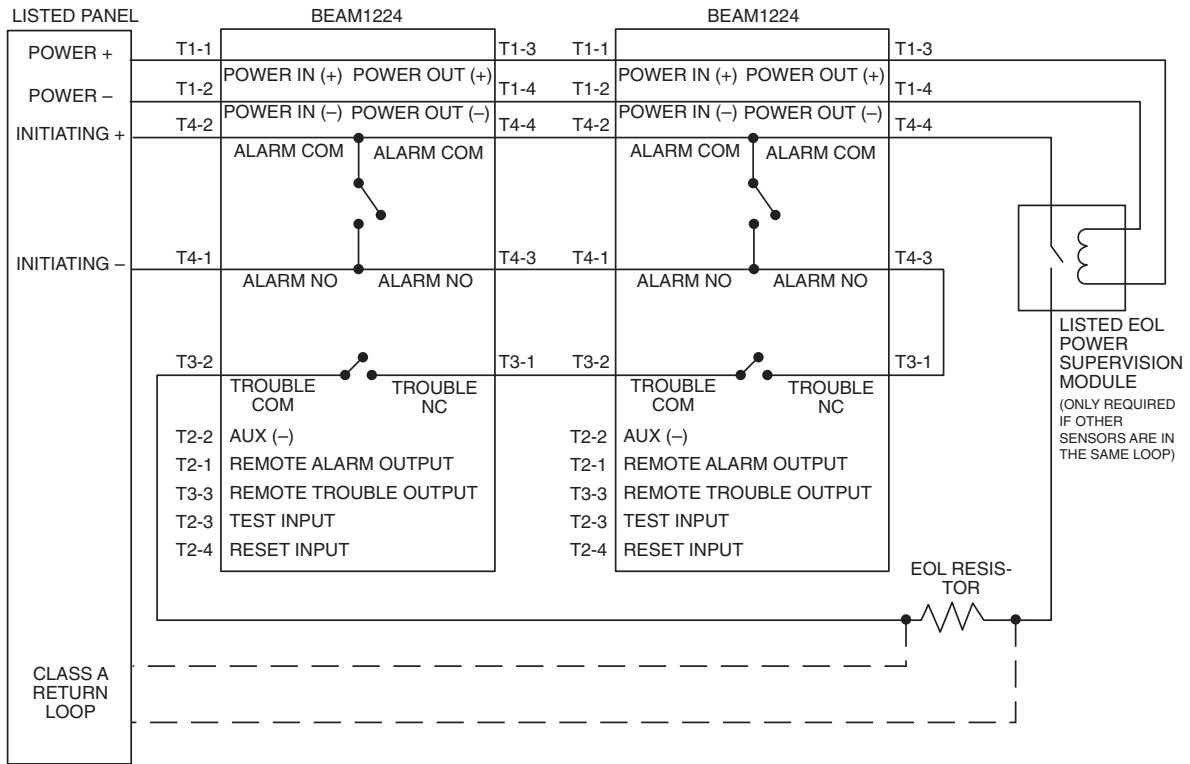 LISTED PANEL
BEAM1224
BEAM1224
POWER +
T1-1
T1-3
T1-1
T1-3
POWER IN (+)
POWER OUT (+)
POWER IN (+)
POWER OUT (+)
POWER –
T1-2
T1-4
T1-2
T1-4
POWER IN (–)
POWER OUT (–)
POWER IN (–)
POWER OUT (–)
INITIATING +
T4-2
T4-4
T4-2
T4-4
ALARM COM
ALARM COM
ALARM COM
ALARM COM
INITIATING –
T4-1
T4-3
T4-1
T4-3
ALARM NO
ALARM NO
ALARM NO
ALARM NO
LISTED EOL
POWER
SUPERVISION
MODULE
(ONLY REQUIRED
IF OTHER
SENSORS ARE IN
THE SAME LOOP)
T3-2
T3-1
T3-2
T3-1
TROUBLE
COM
TROUBLE
NC
TROUBLE
COM
TROUBLE
NC
T2-2 AUX (–)
T2-1 REMOTE ALARM OUTPUT
T3-3 REMOTE TROUBLE OUTPUT
T2-3 TEST INPUT
T2-4 RESET INPUT
T2-2 AUX (–)
T2-1 REMOTE ALARM OUTPUT
T3-3 REMOTE TROUBLE OUTPUT
T2-3 TEST INPUT
T2-4 RESET INPUT
EOL RESIS-
TOR
CLASS A
RETURN
LOOP